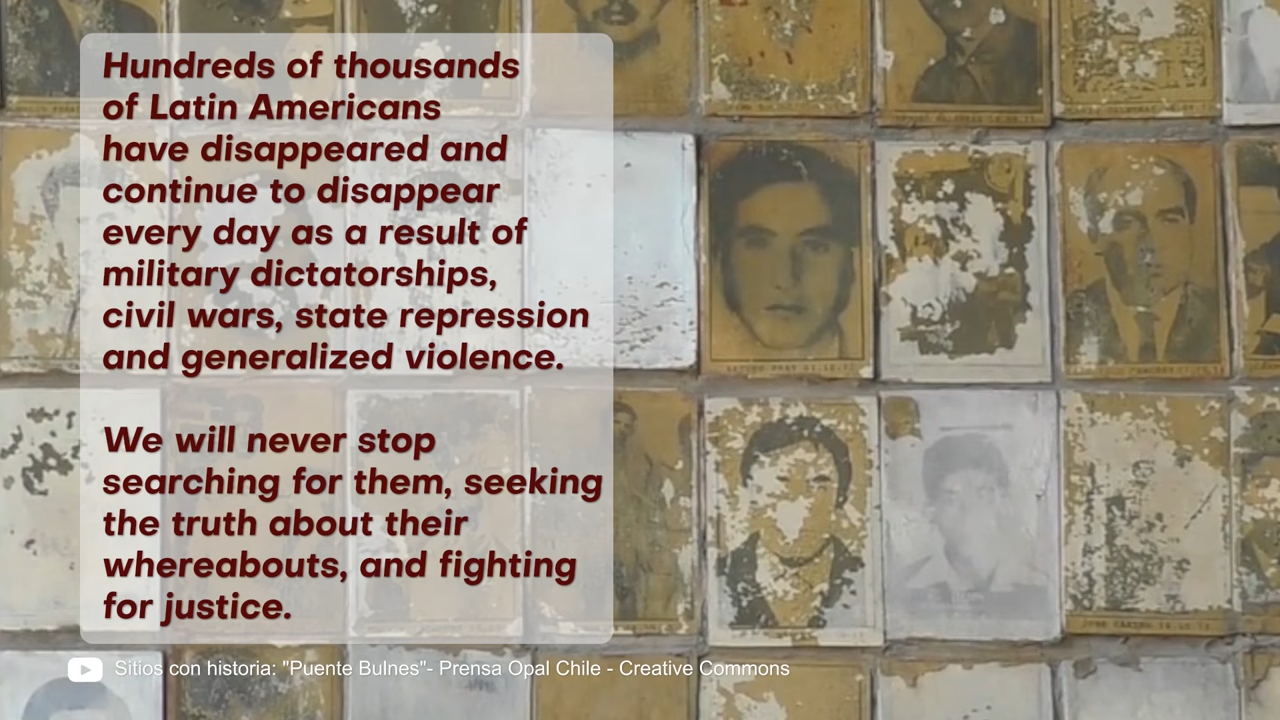 Hundreds of thousands
of Latin Americans
have disappeared and
continue to disappear
every day as a result of
military dictatorships,
civil wars, state repression
and generalized violence.
We will never stop
searching for them, seeking
the truth about their
whereabouts, and fighting
for justice.
Sitios con historia: "Puente Bulnes"- Prensa Opal Chile - Creative Commons